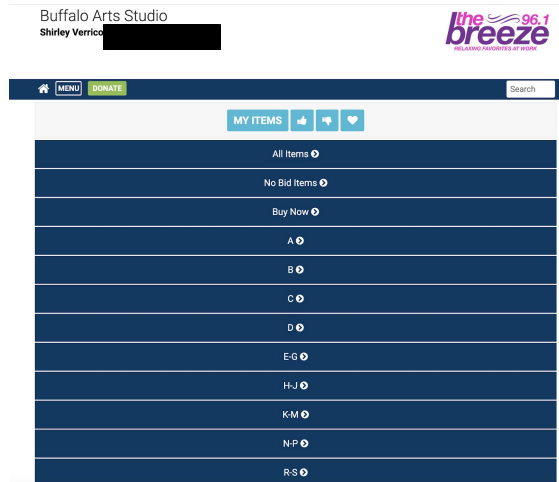 Buffalo Arts Studio
Shirley Verrico
the 96.1
breeze
RELAXING FAVORITES AT WORK
MENU DONATE Search
MY ITEMS
All Items
No Bid Items
Buy Now
A
B
C
D
E-G
H-J
K-M
N-P
R-S